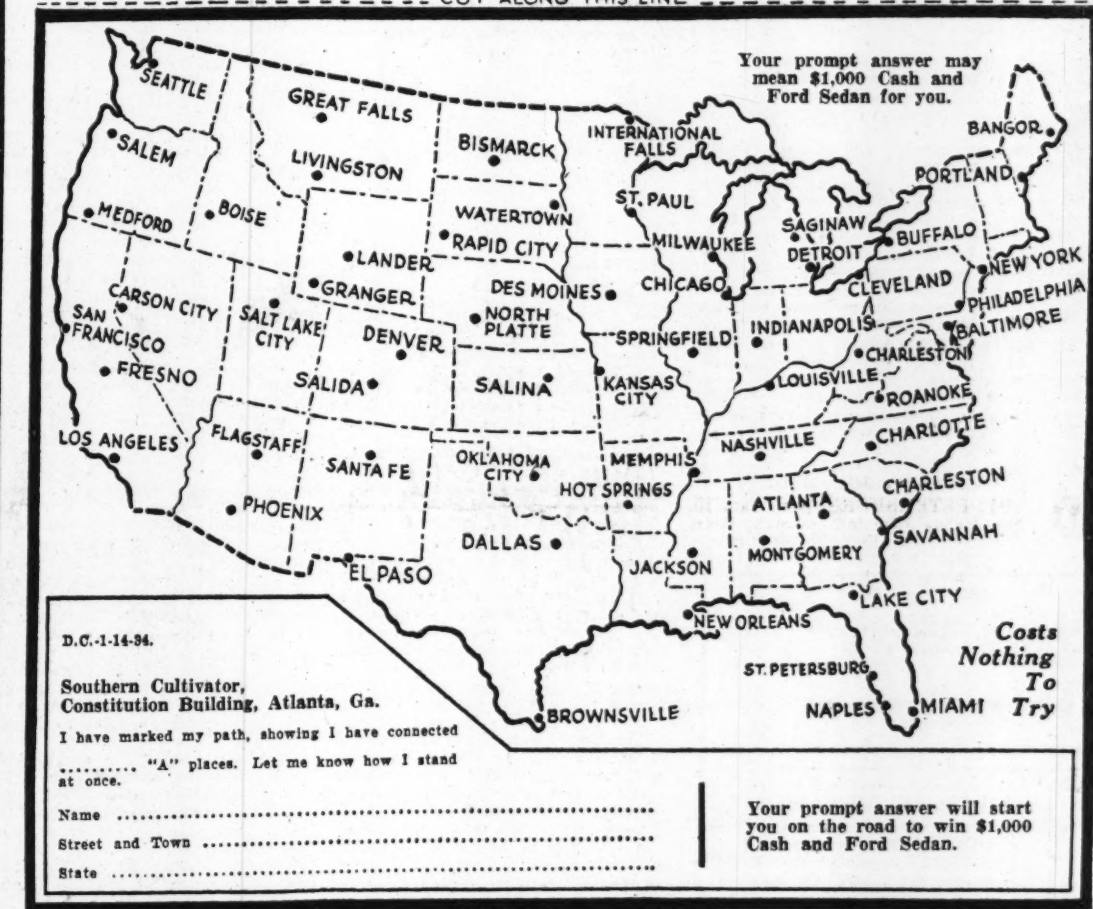 CUT ALONG THIS LINE
Your prompt answer may
mean $1,000 Cash and
Ford Sedan for you.
SEATTLE
GREAT FALLS
BANGOR
SALEM
BISMARCK
INTERNATIONAL
FALLS
LIVINGSTON
PORTLAND
MEDFORD
BOISE
WATERTOWN
ST. PAUL
SAGINAW
RAPID CITY
MILWAUKEE
DETROIT
BUFFALO
LANDER
NEW YORK
GRANGER
DES MOINES
CHICAGO
CLEVELAND
CARSON CITY
PHILADELPHIA
SAN
FRANCISCO
SALT LAKE
CITY
NORTH
PLATTE
DENVER
SPRINGFIELD
INDIANAPOLIS
BALTIMORE
CHARLESTON
FRESNO
SALIDA
SALINA
KANSAS
CITY
LOUISVILLE
ROANOKE
LOS ANGELES
FLAGSTAFF
SANTA FE
OKLAHOMA
CITY
MEMPHIS
NASHVILLE
CHARLOTTE
HOT SPRINGS
CHARLESTON
PHOENIX
ATLANTA
SAVANNAH
DALLAS
JACKSON
MONTGOMERY
EL PASO
LAKE CITY
NEW ORLEANS
Costs
Nothing
To
Try
ST. PETERSBURG
NAPLES
MIAMI
BROWNSVILLE
D.C.-1-14-34.
Southern Cultivator,
Constitution Building, Atlanta, Ga.
I have marked my path, showing I have connected
.......... "A" places. Let me know how I stand
at once.
Name
Street and Town
State
Your prompt answer will start
you on the road to win $1,000
Cash and Ford Sedan.